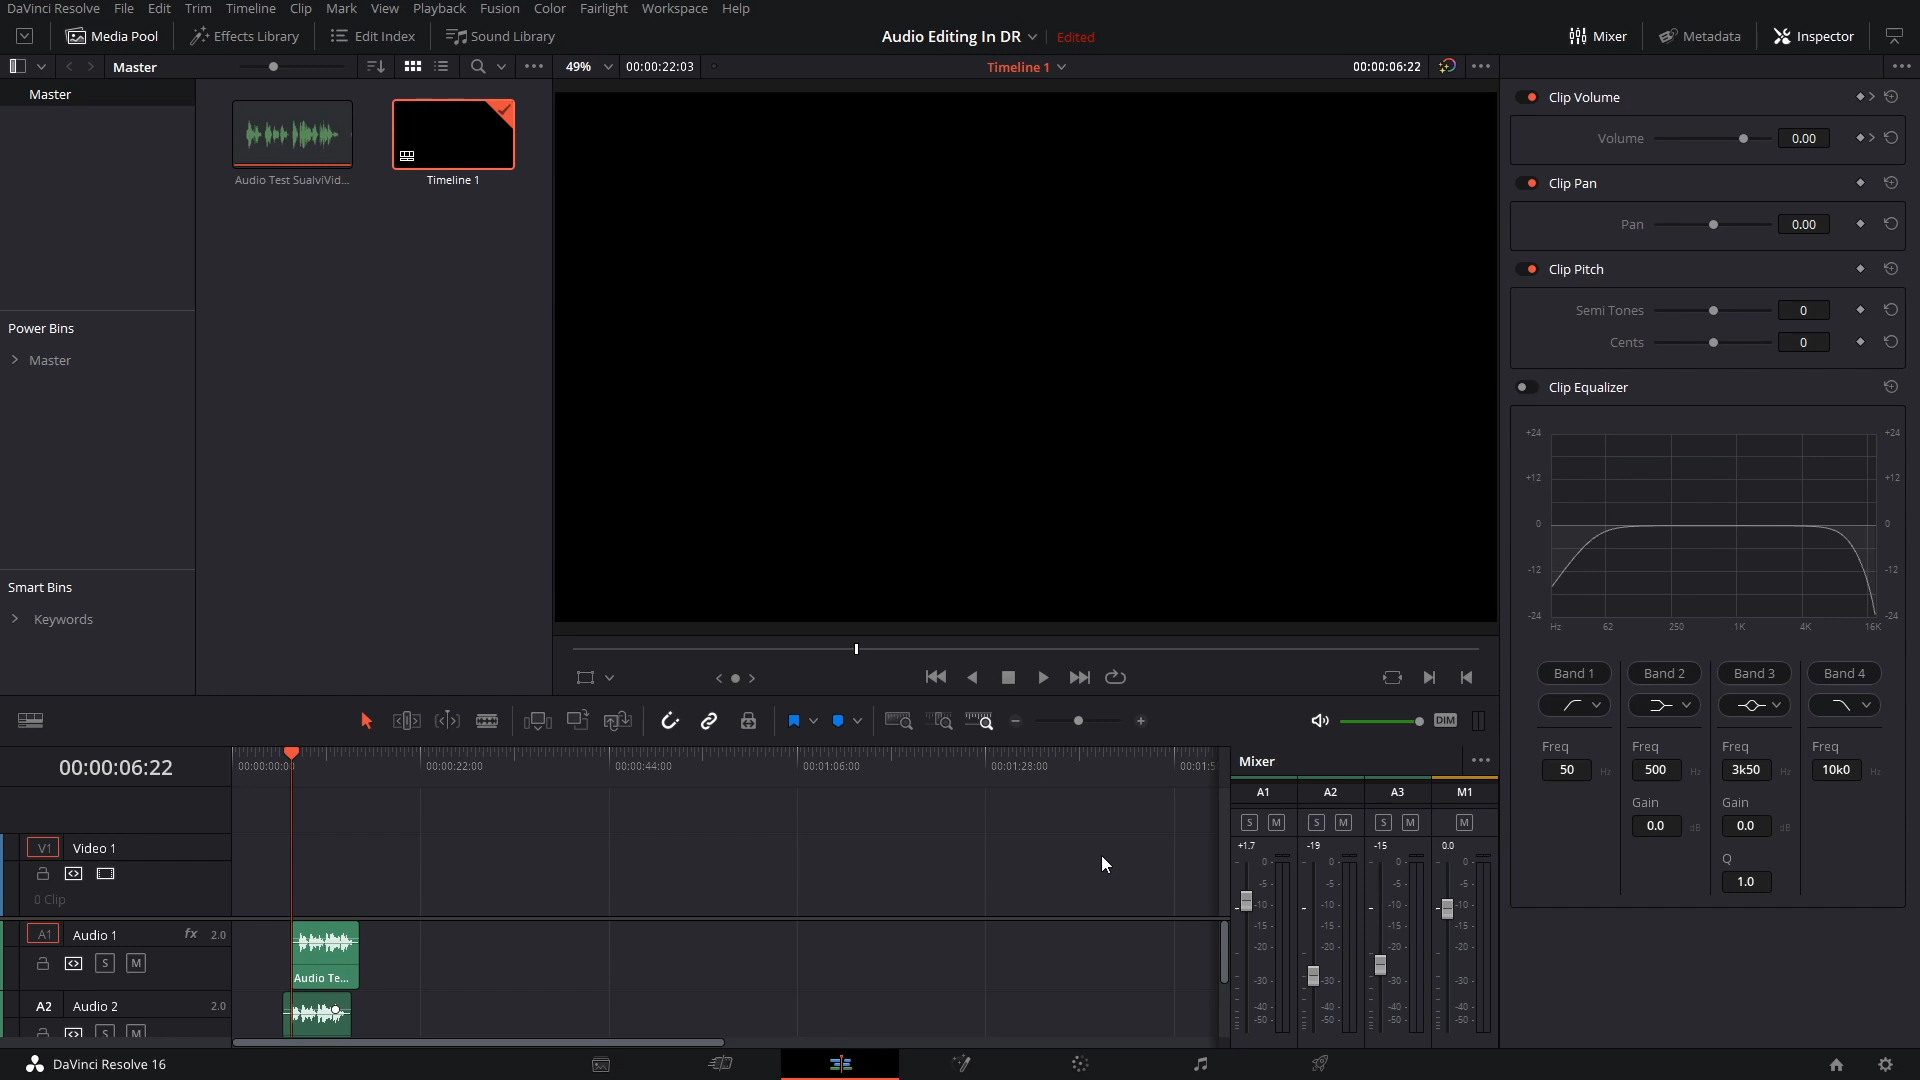 DaVinci Resolve File Edit Trim Timeline Clip Mark View Playback Fusion Color Fairlight Workspace Help
Media Pool Effects Library Edit Index Sound Library Audio Editing In DR Edited Mixer Metadata Inspector
Master 49% 00:00:22:03 Timeline 1 00:00:06:22
Master
Audio Test SualviVid...
Timeline 1
Power Bins
Master
Smart Bins
Keywords
Clip Volume
Volume 0.00
Clip Pan
Pan 0.00
Clip Pitch
Semi Tones 0
Cents 0
Clip Equalizer
+24 +24
+12 +12
0 0
-12 -12
-24 -24
Hz 62 250 1K 4K 16K
Band 1 Band 2 Band 3 Band 4
Freq Freq Freq Freq
50 Hz 500 Hz 3k50 Hz 10k0 Hz
Gain Gain
0.0 dB 0.0 dB
Q
1.0
DIM
00:00:06:22
00:00:00:00 00:00:22:00 00:00:44:00 00:01:06:00 00:01:28:00 00:01:5
V1 Video 1
0 Clip
A1 Audio 1 fx 2.0
S M
Audio Te...
A2 Audio 2 2.0
S M
Mixer
A1 A2 A3 M1
S M S M S M M
+1.7 -19 -15 0.0
0 0 0 0
-5 -5 -5 -5
-10 -10 -10 -10
-15 -15 -15 -15
-20 -20 -20 -20
-30 -30 -30 -30
-40 -40 -40 -40
-50 -50 -50 -50
DaVinci Resolve 16